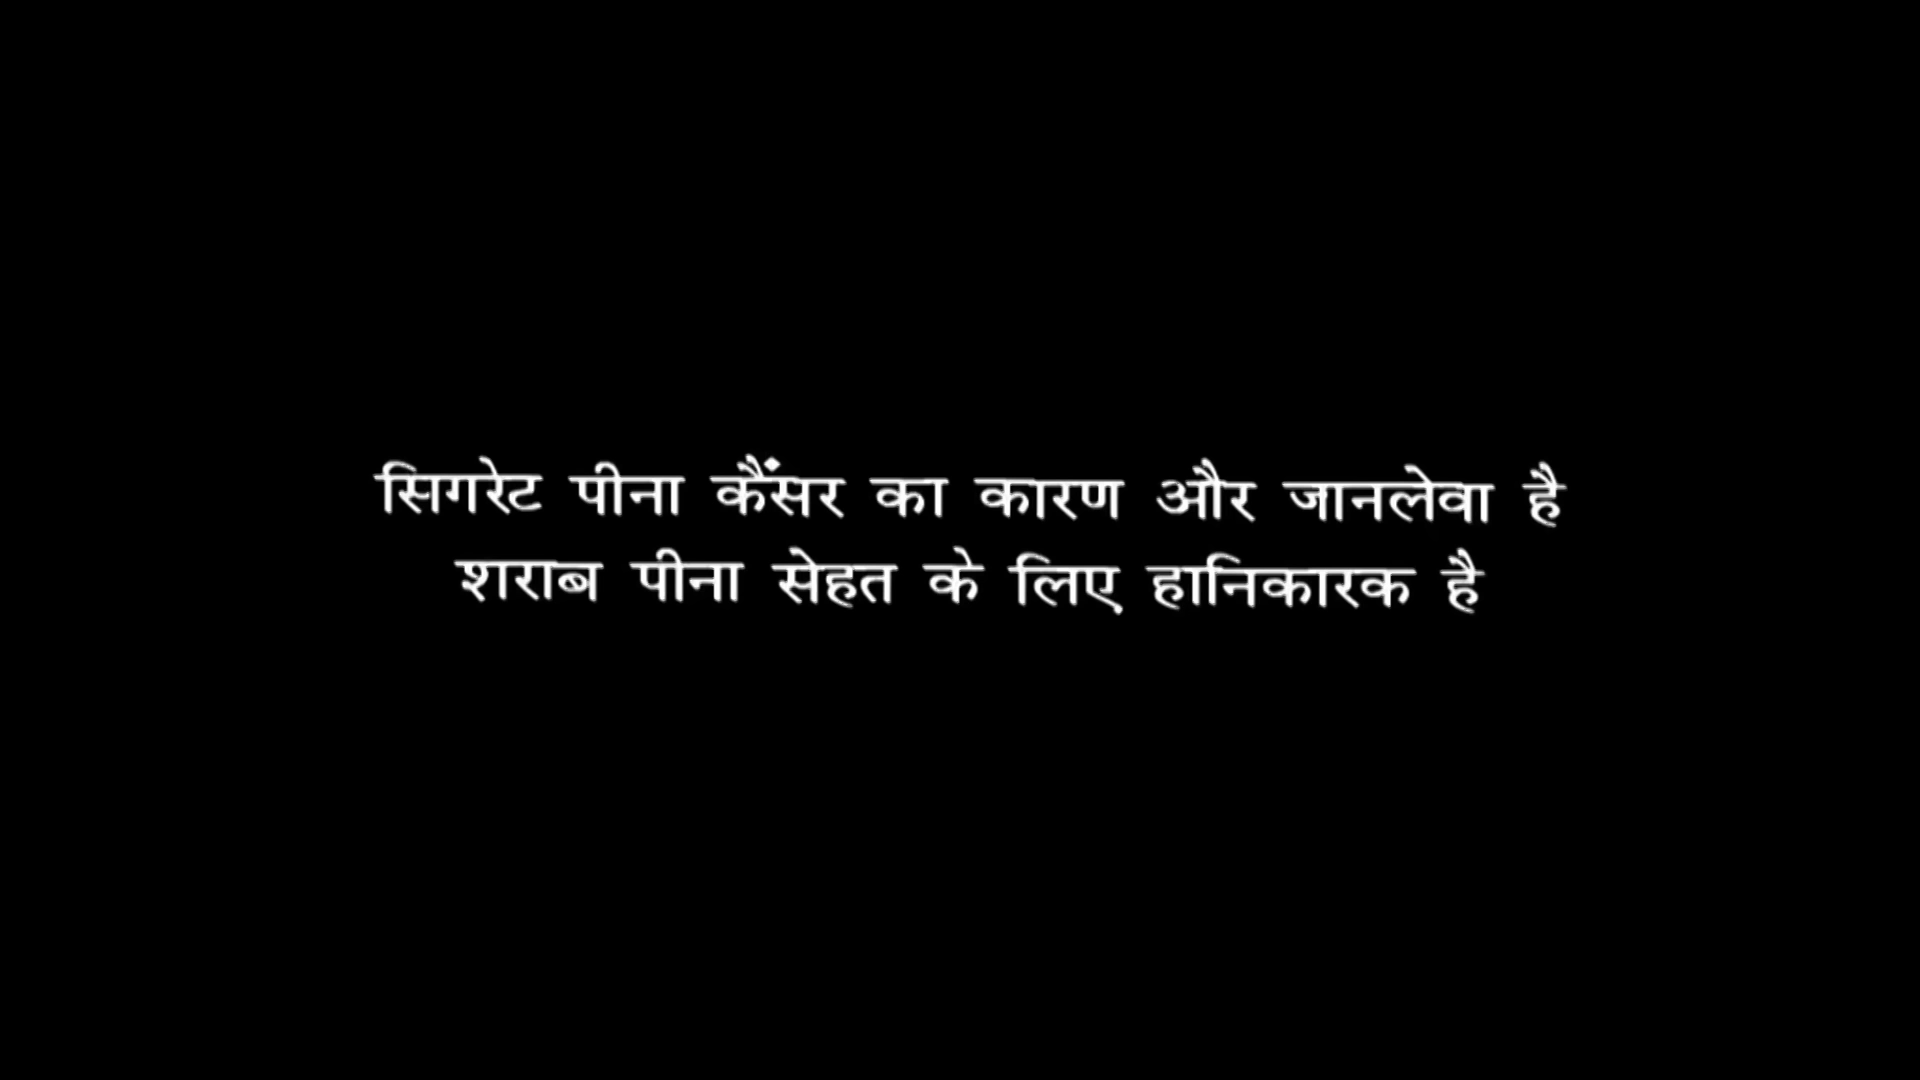 सिगरेट पीना कैंसर का कारण और जानलेवा है
शराब पीना सेहत के लिए हानिकारक है